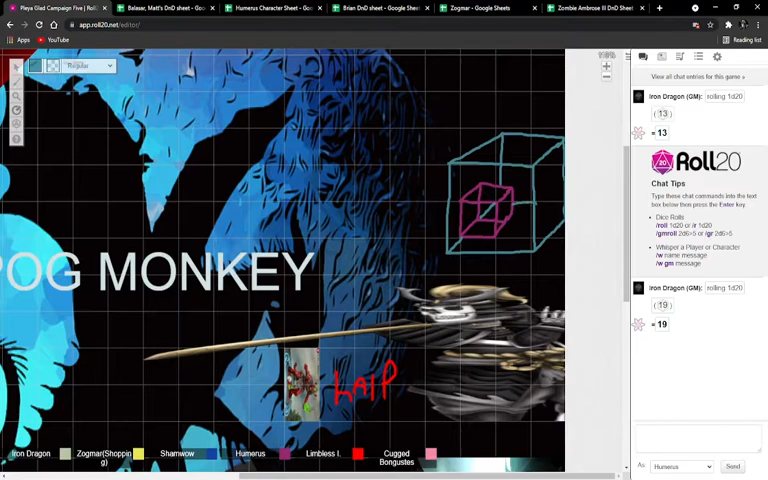 Pleya Glad Campaign Five | Roll
Balasar, Matt's DnD sheet - Goo
Humerus Character Sheet - Goo
Brian DnD sheet - Google Sheets
Zogmar - Google Sheets
Zombie Ambrose III DnD Sheet
app.roll20.net/editor/
Apps
YouTube
Reading list
Regular
View all chat entries for this game »
Iron Dragon (GM): rolling 1d20
(13)
= 13
Roll20
Chat Tips
Type these chat commands into the text
box below then press the Enter key.
Dice Rolls
/roll 1d20 or /r 1d20
/gmroll 2d6>5 or /gr 2d6>5
Whisper a Player or Character
/w name message
/w gm message
Iron Dragon (GM): rolling 1d20
(19)
= 19
POG MONKEY
hAlP
Iron Dragon
Zogmar(Shoppin
g)
Shamwow
Humerus
Limbless I.
Cugged
Bongustes
As:
Humerus
Send